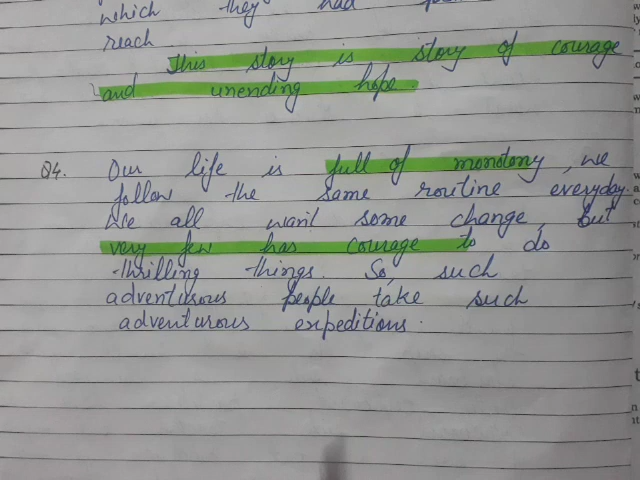 which they had
reach
This story is story of courage
and unending hope.
Q4. Our life is full of monotony, we
follow the same routine everyday.
We all want some change, but
very few has courage to do
thrilling things. So, such
adventurous people take such
adventurous expeditions.